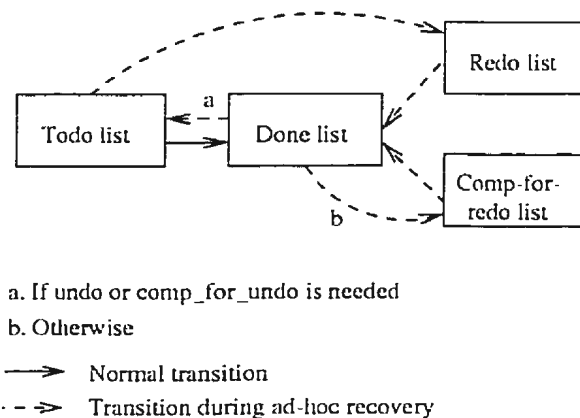 Redo list
a
Todo list
Done list
Comp-for-
redo list
b
a. If undo or comp_for_undo is needed
b. Otherwise
Normal transition
Transition during ad-hoc recovery